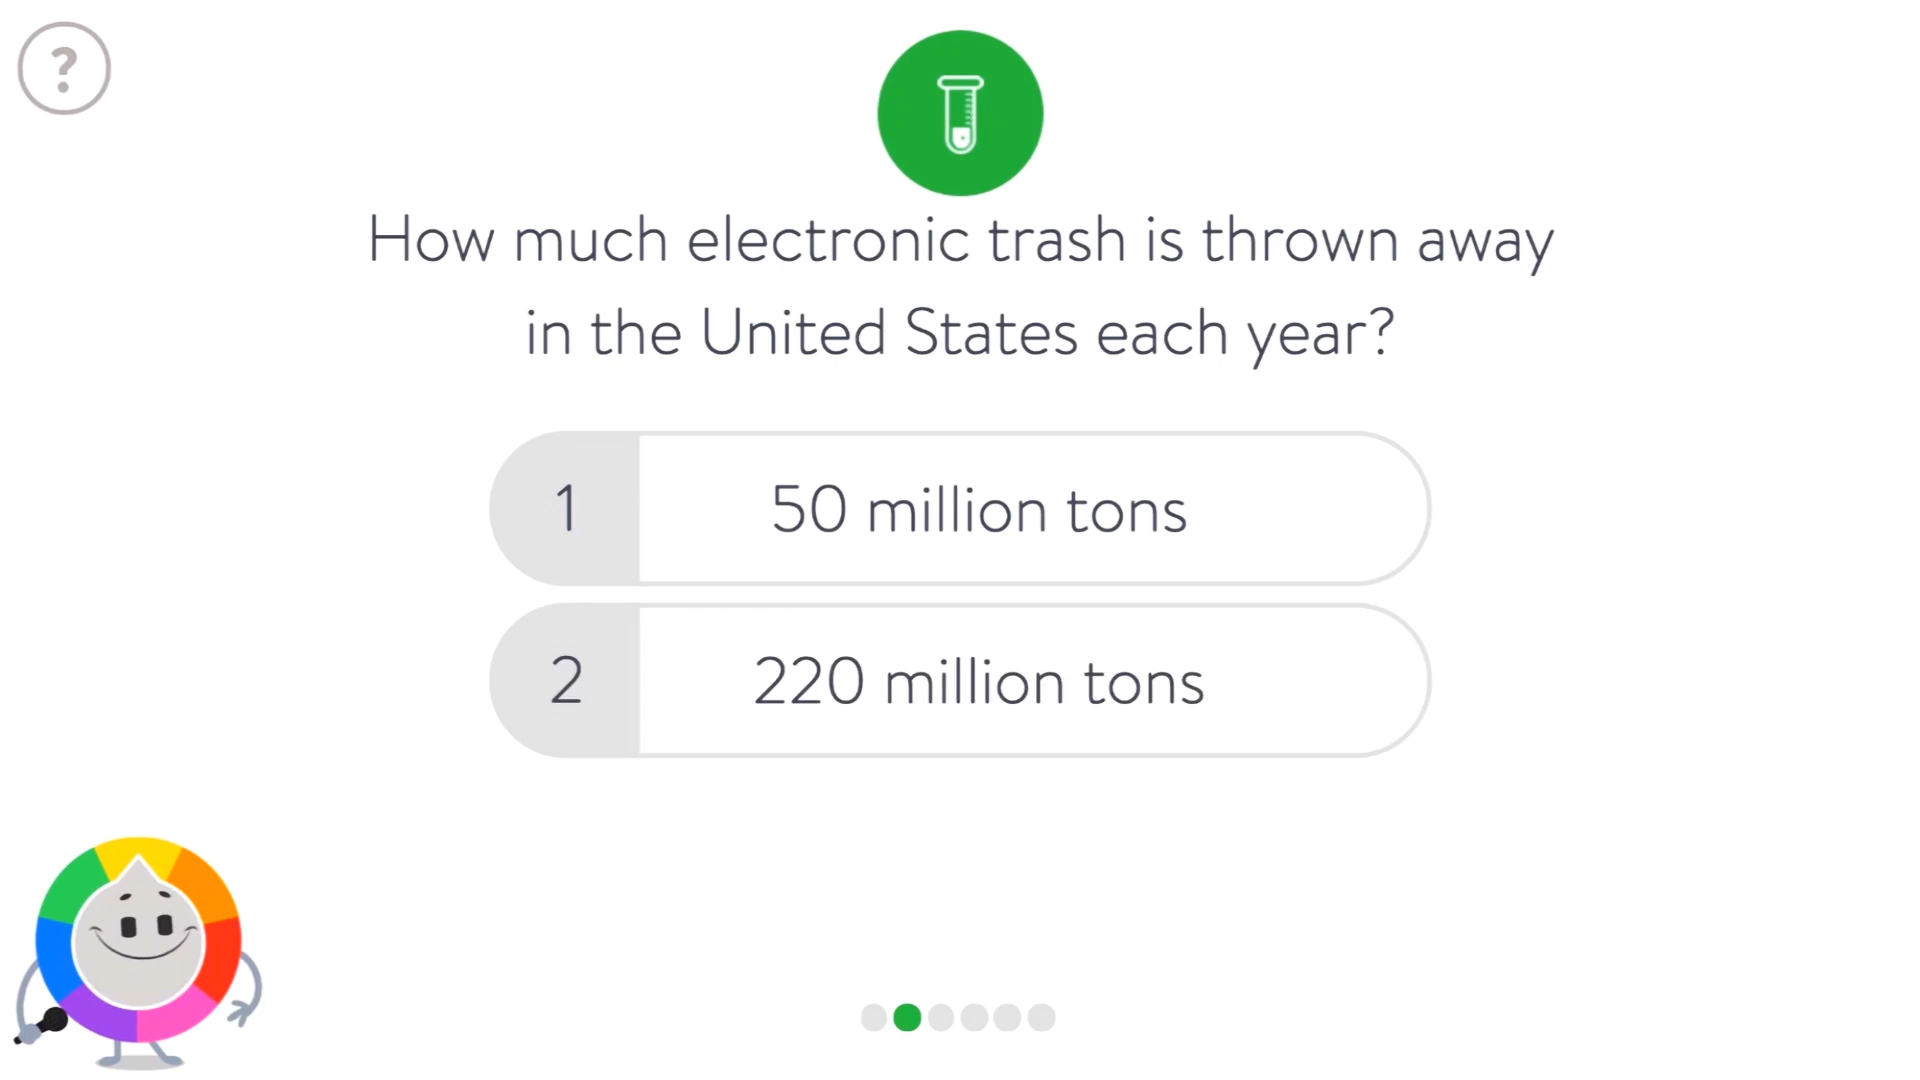 ?
How much electronic trash is thrown away
in the United States each year?
1 50 million tons
2 220 million tons